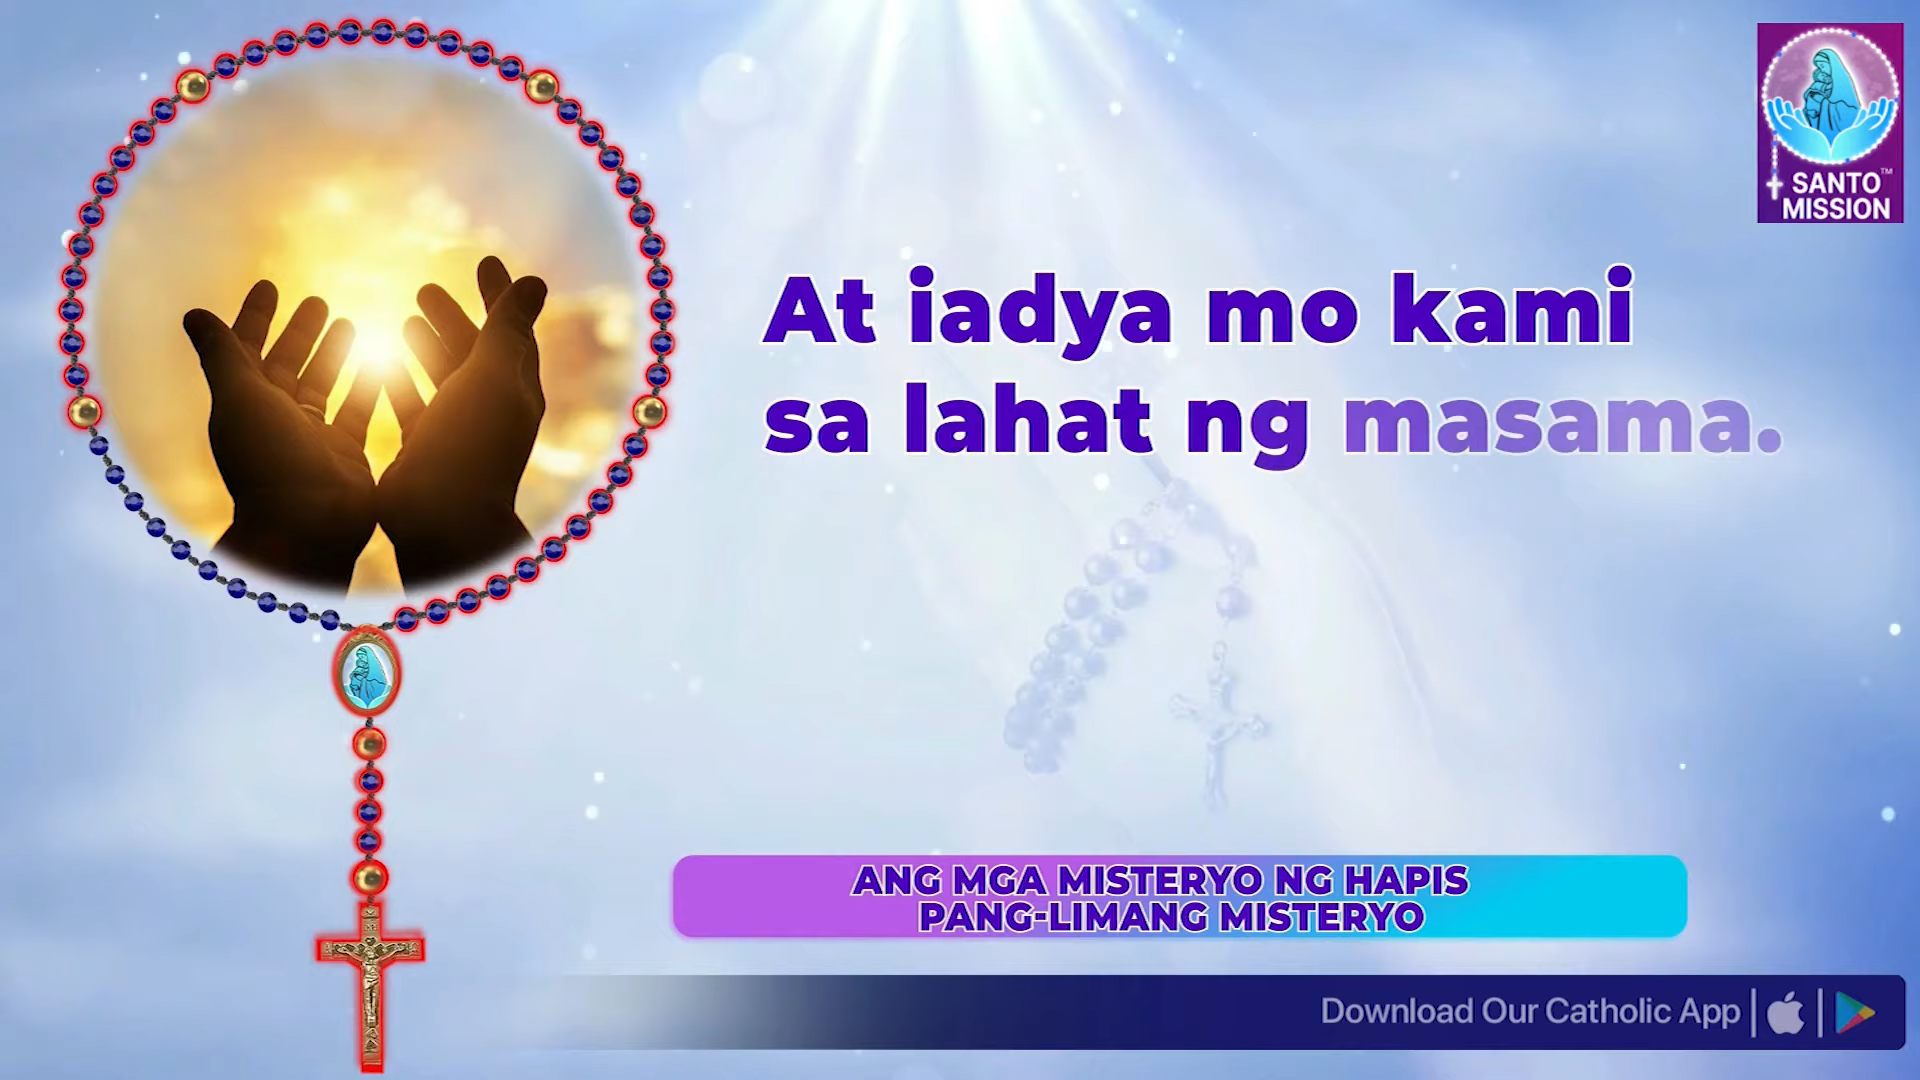 SANTO™
MISSION
At iadya mo kami
sa lahat ng masama.
ANG MGA MISTERYO NG HAPIS
PANG-LIMANG MISTERYO
Download Our Catholic App